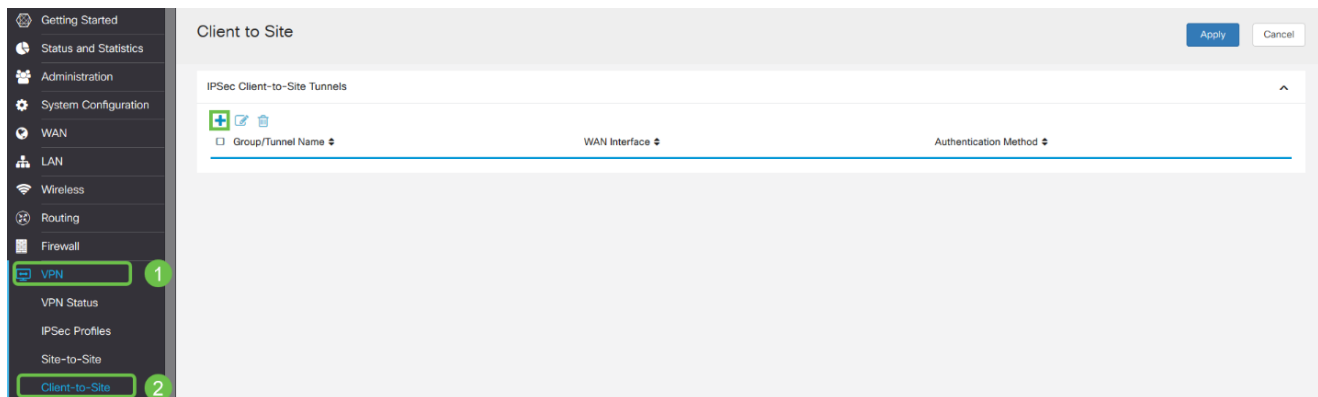 Getting Started
Status and Statistics
Administration
System Configuration
WAN
LAN
Wireless
Routing
Firewall
VPN 1
VPN Status
IPSec Profiles
Site-to-Site
Client-to-Site 2
Client to Site
Apply Cancel
IPSec Client-to-Site Tunnels
Group/Tunnel Name WAN Interface Authentication Method